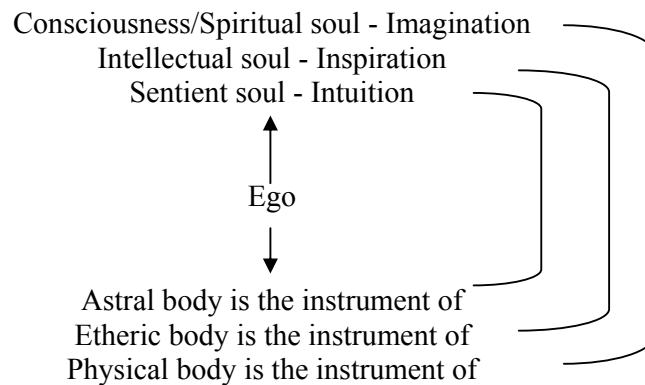 Consciousness/Spiritual soul - Imagination
Intellectual soul - Inspiration
Sentient soul - Intuition
Ego
Astral body is the instrument of
Etheric body is the instrument of
Physical body is the instrument of